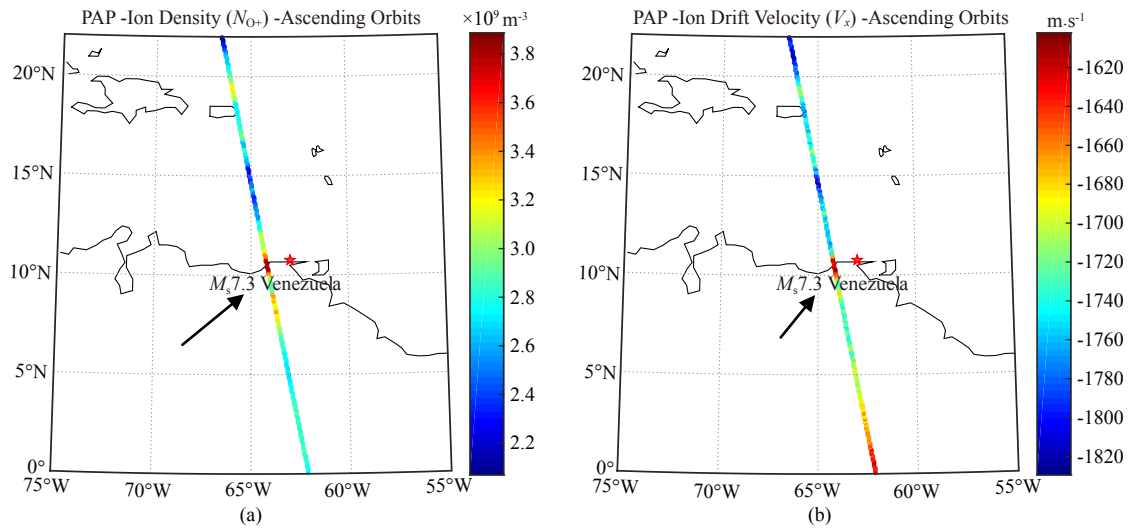 PAP -Ion Density (N_O+) -Ascending Orbits
×10⁹ m⁻³
20°N
15°N
10°N
5°N
0°
75°W
70°W
65°W
60°W
55°W
Mₛ7.3 Venezuela
3.8
3.6
3.4
3.2
3.0
2.8
2.6
2.4
2.2
(a)
PAP -Ion Drift Velocity (Vₓ) -Ascending Orbits
m·s⁻¹
20°N
15°N
10°N
5°N
0°
75°W
70°W
65°W
60°W
55°W
Mₛ7.3 Venezuela
-1620
-1640
-1660
-1680
-1700
-1720
-1740
-1760
-1780
-1800
-1820
(b)